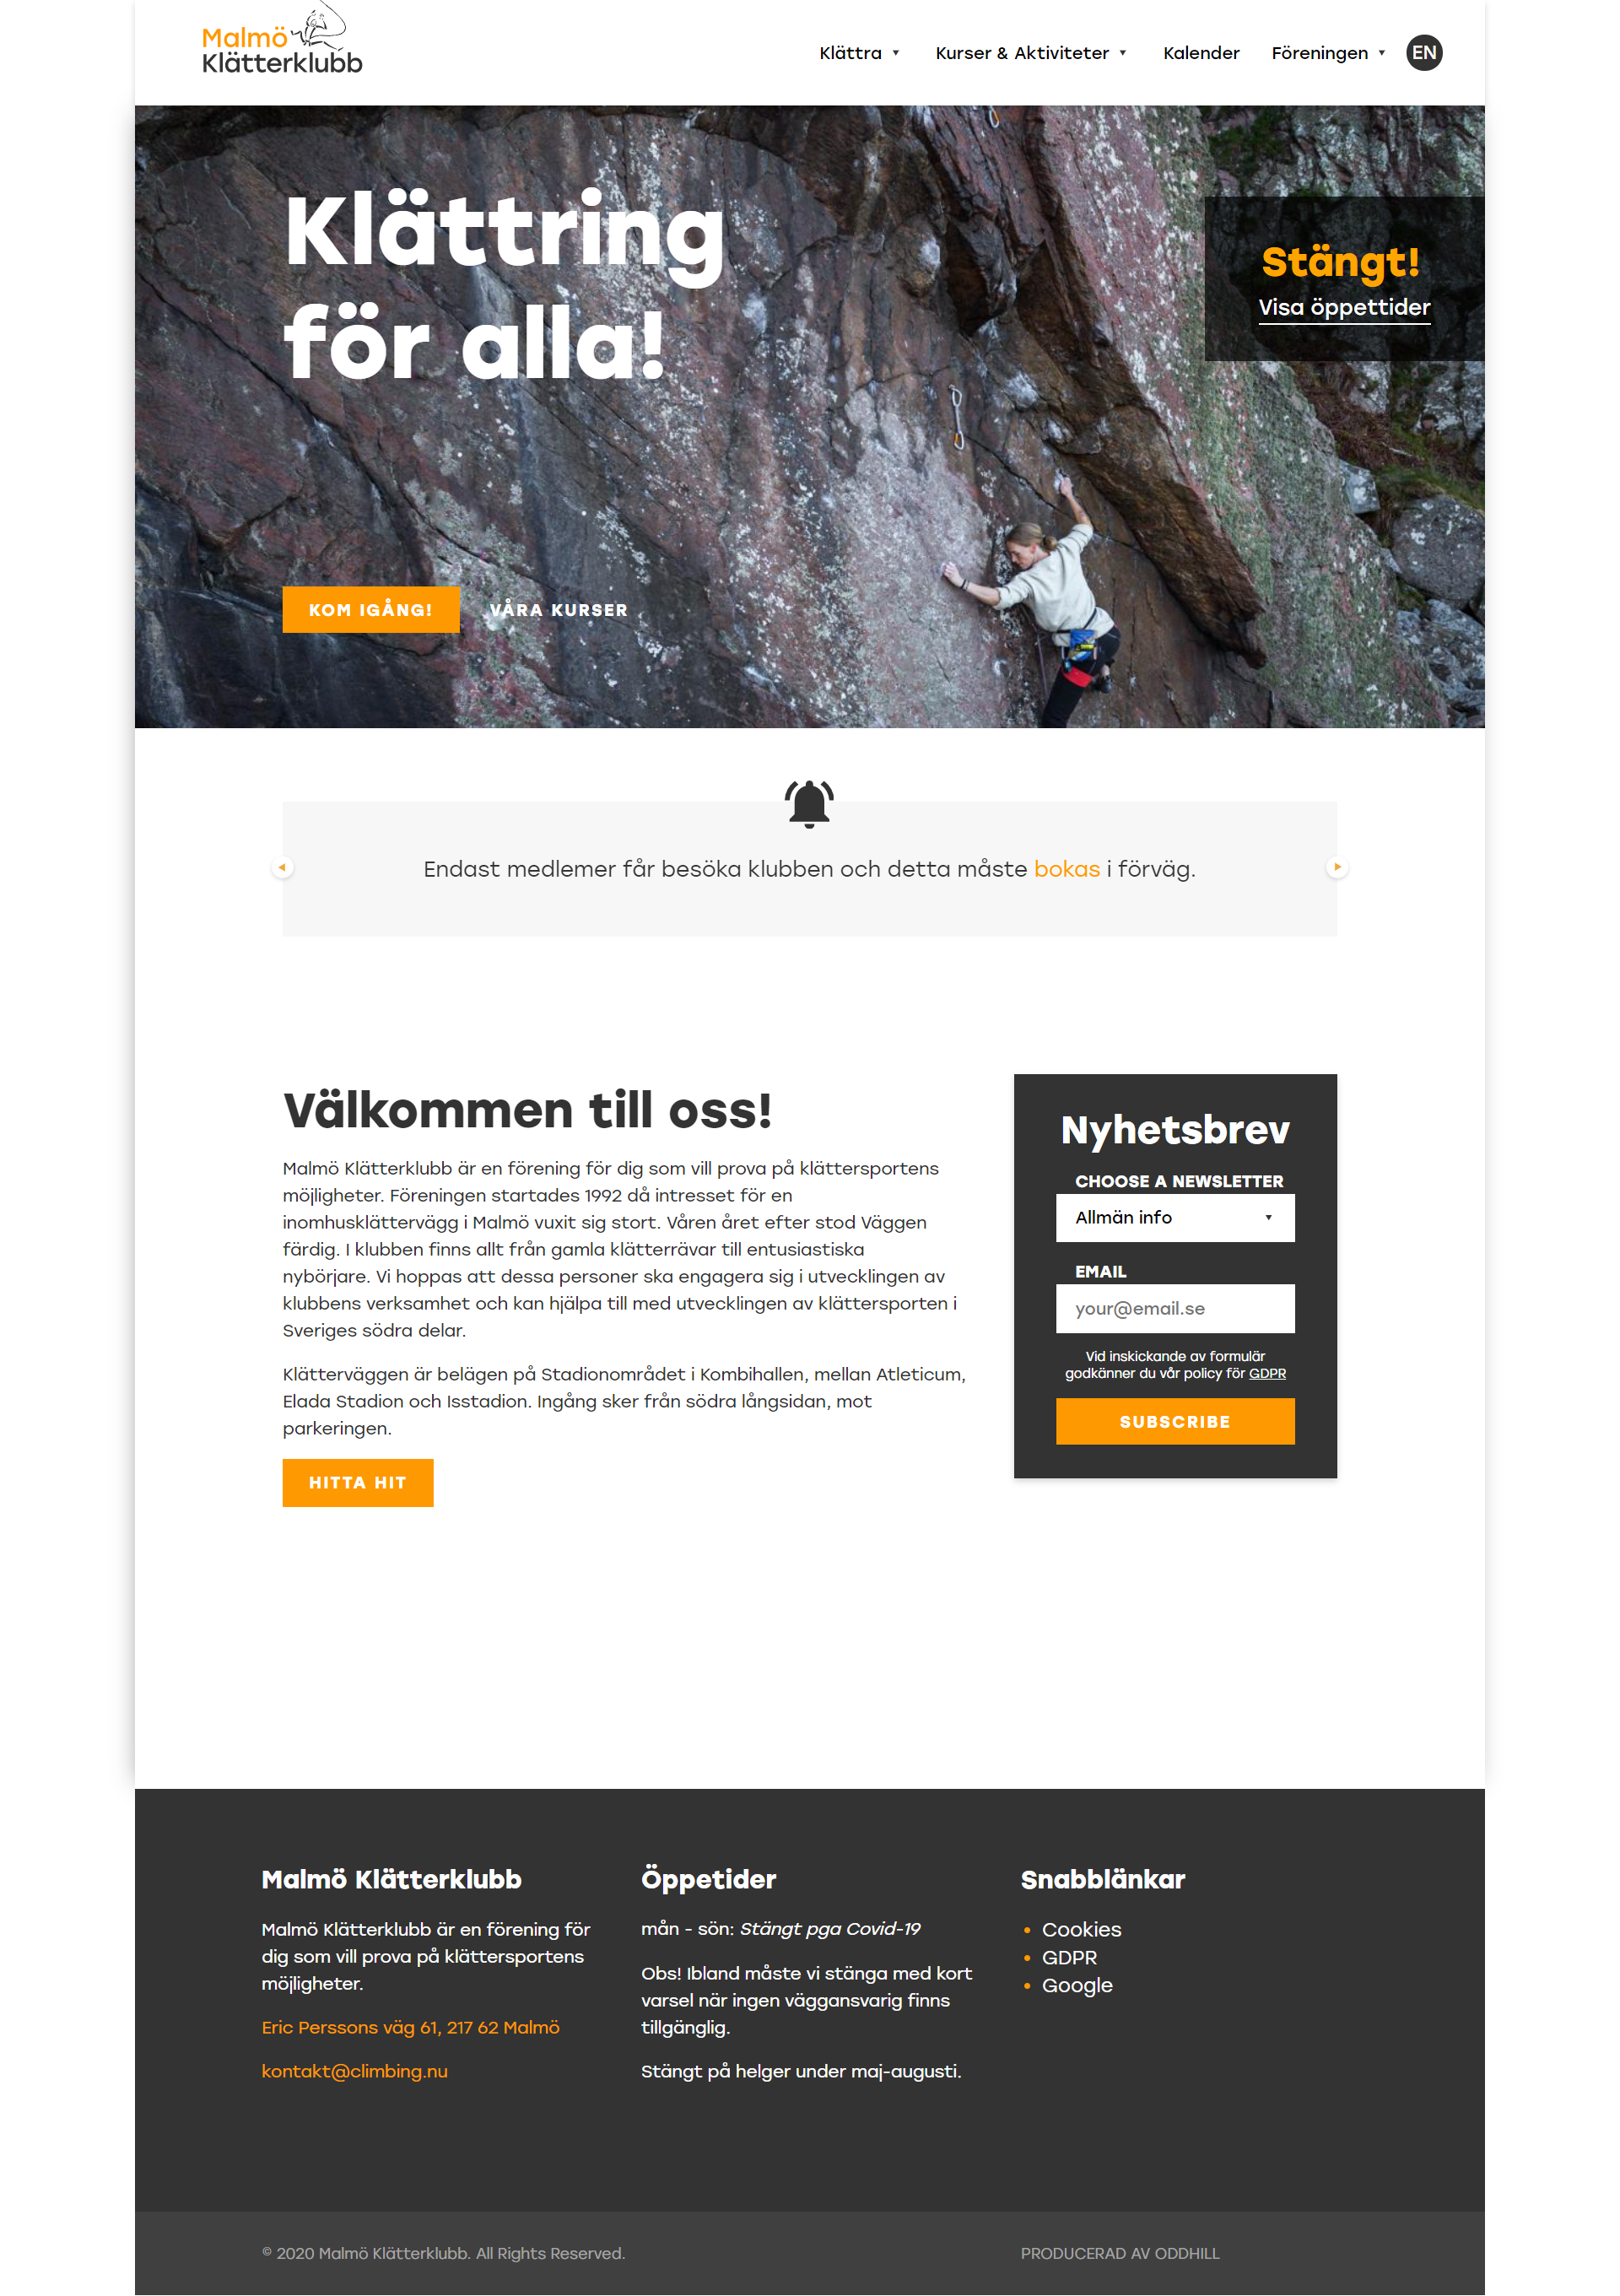 Malmö
Klätterklubb
Klättra
Kurser & Aktiviteter
Kalender
Föreningen
EN
Klättring
för alla!
Stängt!
Visa öppettider
KOM IGÅNG!
VÅRA KURSER
Endast medlemer får besöka klubben och detta måste bokas i förväg.
Välkommen till oss!
Malmö Klätterklubb är en förening för dig som vill prova på klättersportens
möjligheter. Föreningen startades 1992 då intresset för en
inomhusklättervägg i Malmö vuxit sig stort. Våren året efter stod Väggen
färdig. I klubben finns allt från gamla klätterrävar till entusiastiska
nybörjare. Vi hoppas att dessa personer ska engagera sig i utvecklingen av
klubbens verksamhet och kan hjälpa till med utvecklingen av klättersporten i
Sveriges södra delar.
Klätterväggen är belägen på Stadionområdet i Kombihallen, mellan Atleticum,
Elada Stadion och Isstadion. Ingång sker från södra långsidan, mot
parkeringen.
HITTA HIT
Nyhetsbrev
CHOOSE A NEWSLETTER
Allmän info
EMAIL
your@email.se
Vid inskickande av formulär
godkänner du vår policy för GDPR
SUBSCRIBE
Malmö Klätterklubb
Malmö Klätterklubb är en förening för
dig som vill prova på klättersportens
möjligheter.
Eric Perssons väg 61, 217 62 Malmö
kontakt@climbing.nu
Öppetider
mån - sön: Stängt pga Covid-19
Obs! Ibland måste vi stänga med kort
varsel när ingen väggansvarig finns
tillgänglig.
Stängt på helger under maj-augusti.
Snabblänkar
Cookies
GDPR
Google
© 2020 Malmö Klätterklubb. All Rights Reserved.
PRODUCERAD AV ODDHILL